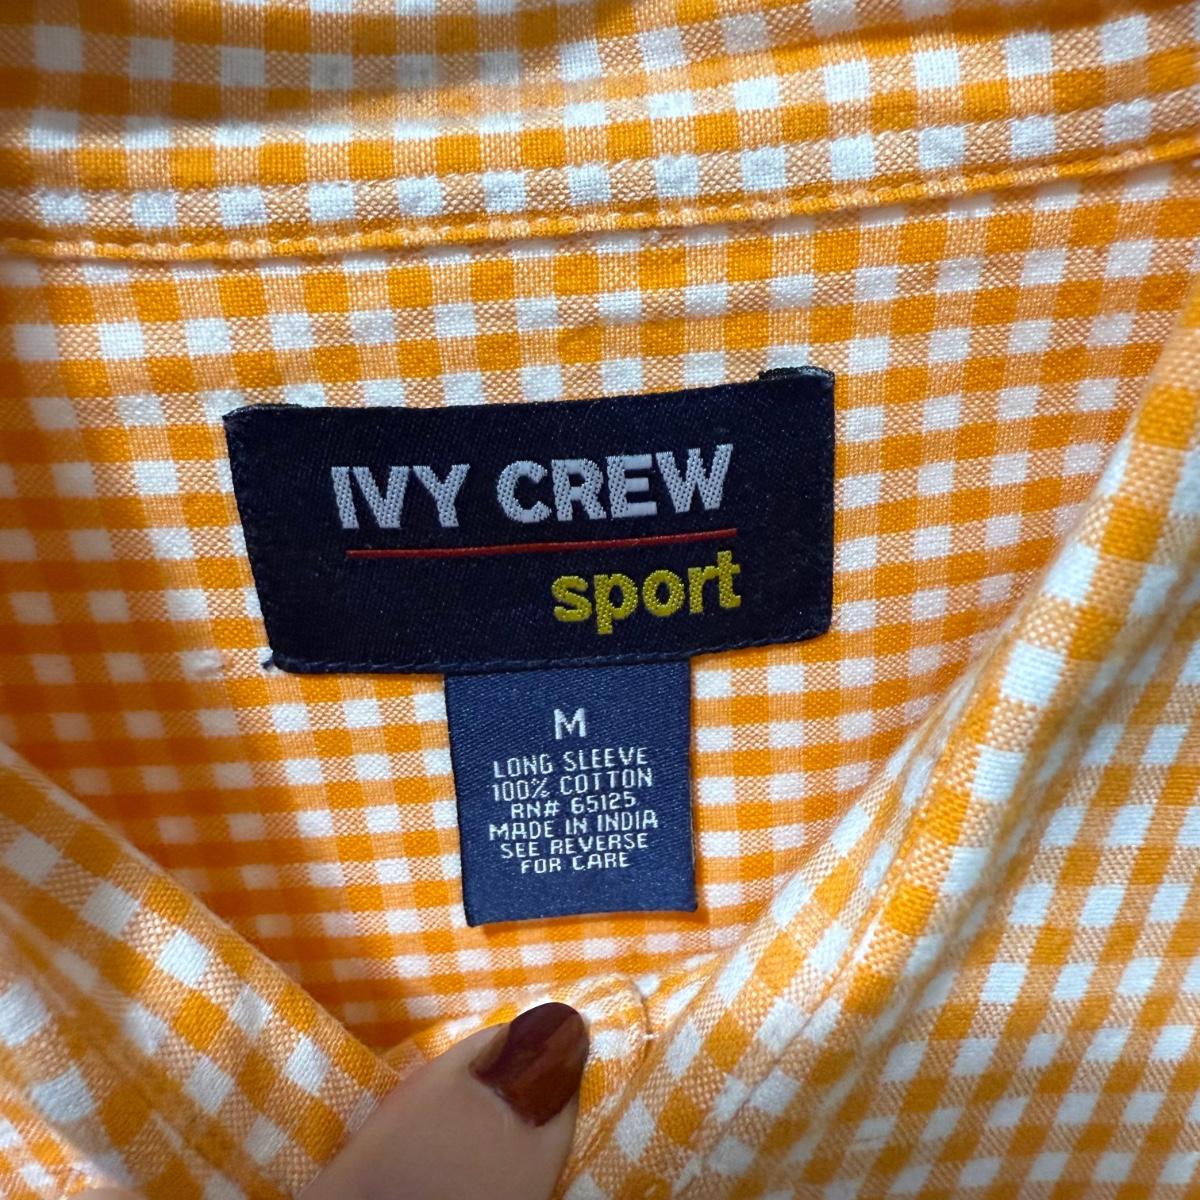 IVY CREW
sport
M
LONG SLEEVE
100% COTTON
RN# 65125
MADE IN INDIA
SEE REVERSE
FOR CARE